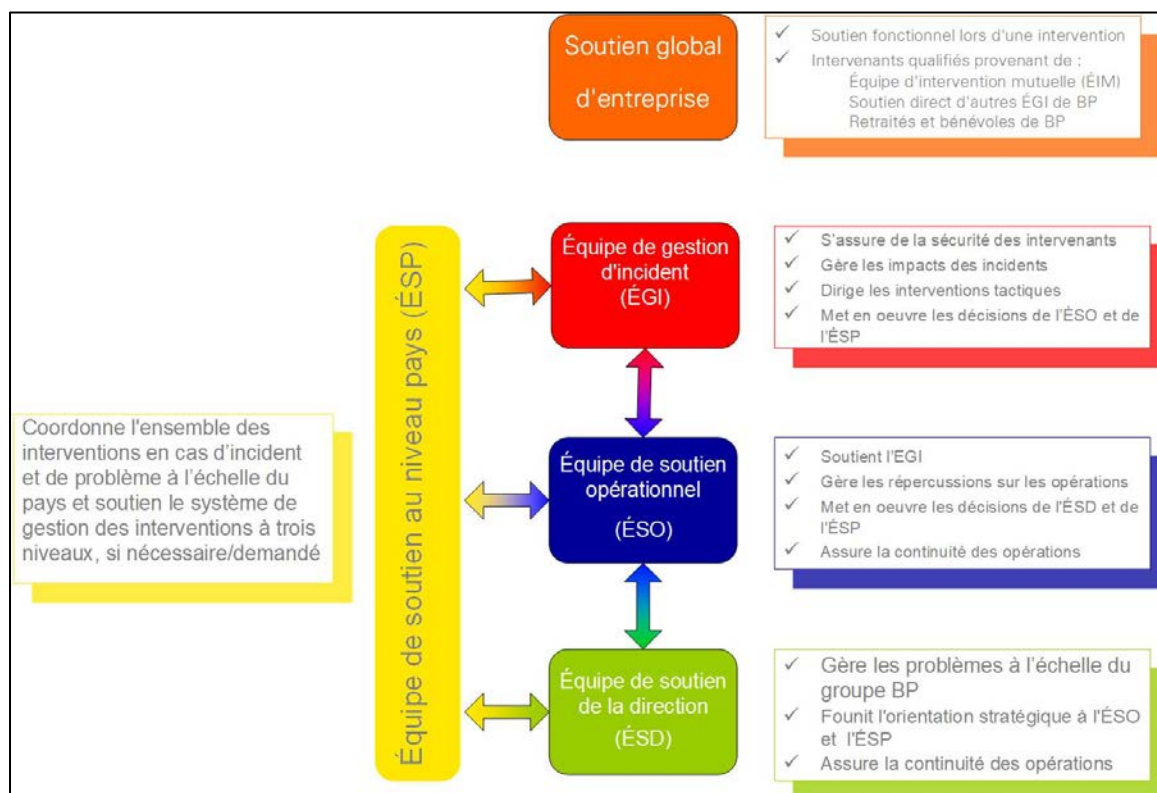 Soutien global
d'entreprise
Soutien fonctionnel lors d'une intervention
Intervenants qualifiés provenant de :
Équipe d'intervention mutuelle (ÉIM)
Soutien direct d'autres ÉGI de BP
Retraités et bénévoles de BP
Équipe de soutien au niveau pays (ÉSP)
Coordonne l'ensemble des
interventions en cas d'incident
et de problème à l'échelle du
pays et soutien le système de
gestion des interventions à trois
niveaux, si nécessaire/demandé
Équipe de gestion
d'incident
(ÉGI)
S'assure de la sécurité des intervenants
Gère les impacts des incidents
Dirige les interventions tactiques
Met en oeuvre les décisions de l'ÉSO et de
l'ÉSP
Équipe de soutien
opérationnel
(ÉSO)
Soutient l'EGI
Gère les répercussions sur les opérations
Met en oeuvre les décisions de l'ÉSD et de
l'ÉSP
Assure la continuité des opérations
Équipe de soutien
de la direction
(ÉSD)
Gère les problèmes à l'échelle du
groupe BP
Founit l'orientation stratégique à l'ÉSO
et l'ÉSP
Assure la continuité des opérations